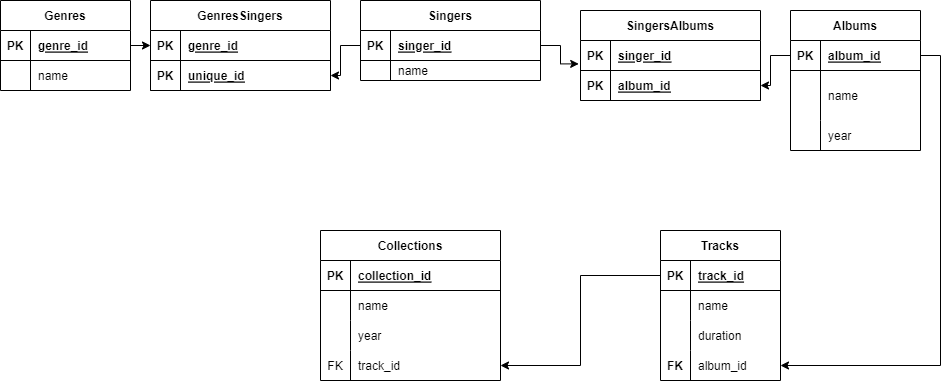 Genres
PK genre_id
name
GenresSingers
PK genre_id
PK unique_id
Singers
PK singer_id
name
SingersAlbums
PK singer_id
PK album_id
Albums
PK album_id
name
year
Collections
PK collection_id
name
year
FK track_id
Tracks
PK track_id
name
duration
FK album_id